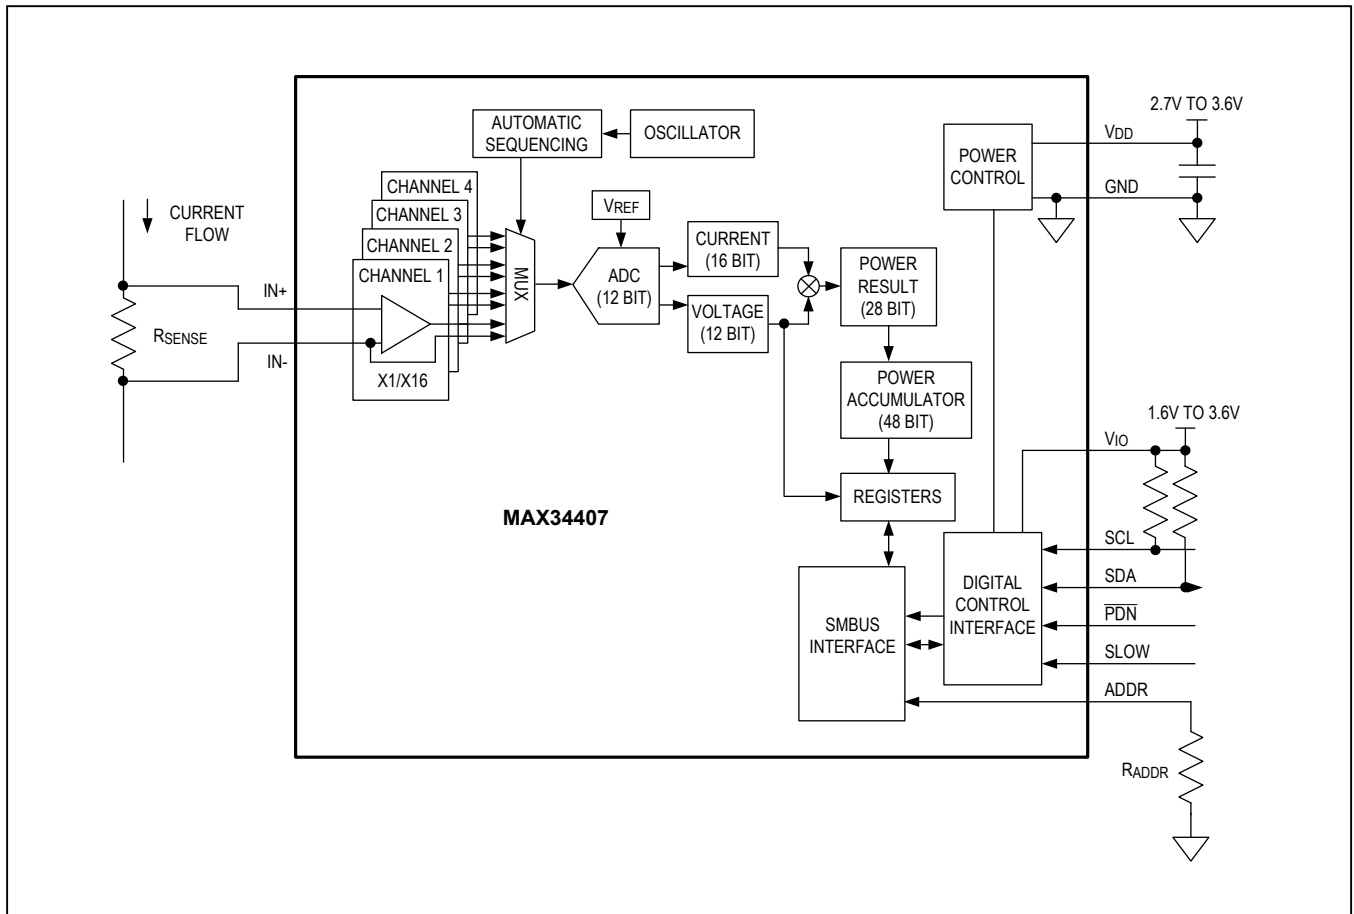 AUTOMATIC
SEQUENCING
OSCILLATOR
2.7V TO 3.6V
VDD
POWER
CONTROL
GND
CHANNEL 4
CHANNEL 3
CHANNEL 2
CHANNEL 1
X1/X16
CURRENT
FLOW
IN+
RSENSE
IN-
MUX
VREF
ADC
(12 BIT)
CURRENT
(16 BIT)
VOLTAGE
(12 BIT)
POWER
RESULT
(28 BIT)
POWER
ACCUMULATOR
(48 BIT)
REGISTERS
MAX34407
1.6V TO 3.6V
VIO
SCL
SDA
PDN
SLOW
ADDR
DIGITAL
CONTROL
INTERFACE
SMBUS
INTERFACE
RADDR